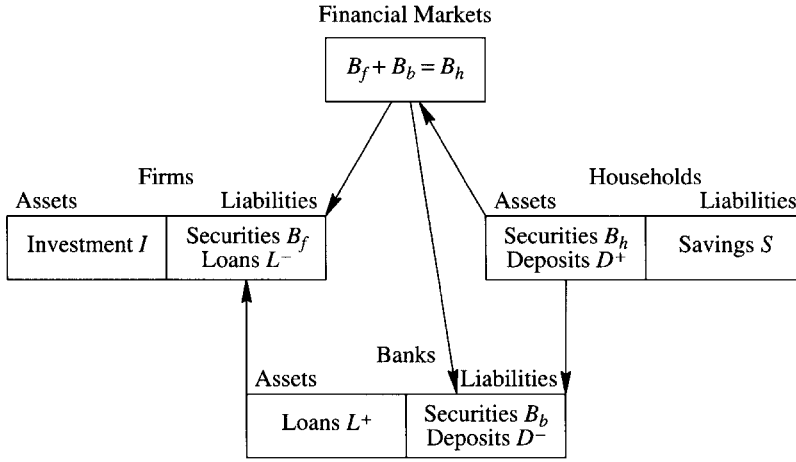 Financial Markets
B_f + B_b = B_h
Firms
Households
Assets
Liabilities
Assets
Liabilities
Investment I
Securities B_f
Loans L⁻
Securities B_h
Deposits D⁺
Savings S
Banks
Assets
Liabilities
Loans L⁺
Securities B_b
Deposits D⁻